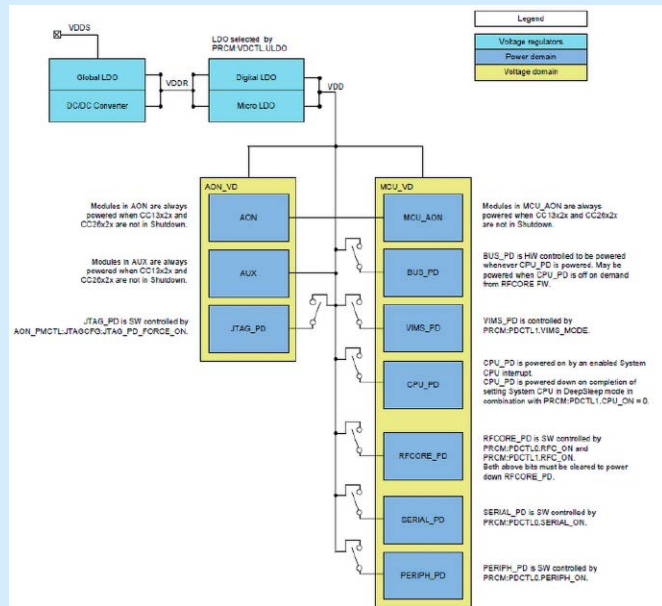 VDDS
Legend
LDO selected by
PRCM:VDCTL.ULDO
Voltage regulators
Power domain
Voltage domain
Global LDO
DC/DC Converter
VDDR
Digital LDO
Micro LDO
VDD
AON_VD
MCU_VD
Modules in AON are always
powered when CC13x2x and
CC26x2x are not in Shutdown.
AON
MCU_AON
Modules in MCU_AON are always
powered when CC13x2x and CC26x2x
are not in Shutdown.
Modules in AUX are always
powered when CC13x2x and
CC26x2x are not in Shutdown.
AUX
BUS_PD
BUS_PD is HW controlled to be powered
whenever CPU_PD is powered. May be
powered when CPU_PD is off on demand
from RFCORE FW.
JTAG_PD is SW controlled by
AON_PMCTL:JTAGCFG:JTAG_PD_FORCE_ON.
JTAG_PD
VIMS_PD
VIMS_PD is controlled by
PRCM:PDCTL1.VIMS_MODE.
CPU_PD
CPU_PD is powered on by an enabled System
CPU interrupt.
CPU_PD is powered down on completion of
setting System CPU in DeepSleep mode in
combination with PRCM:PDCTL1.CPU_ON = 0.
RFCORE_PD
RFCORE_PD is SW controlled by
PRCM:PDCTL0.RFC_ON and
PRCM:PDCTL1.RFC_ON.
Both above bits must be cleared to power
down RFCORE_PD.
SERIAL_PD
SERIAL_PD is SW controlled by
PRCM:PDCTL0.SERIAL_ON.
PERIPH_PD
PERIPH_PD is SW controlled by
PRCM:PDCTL0.PERIPH_ON.